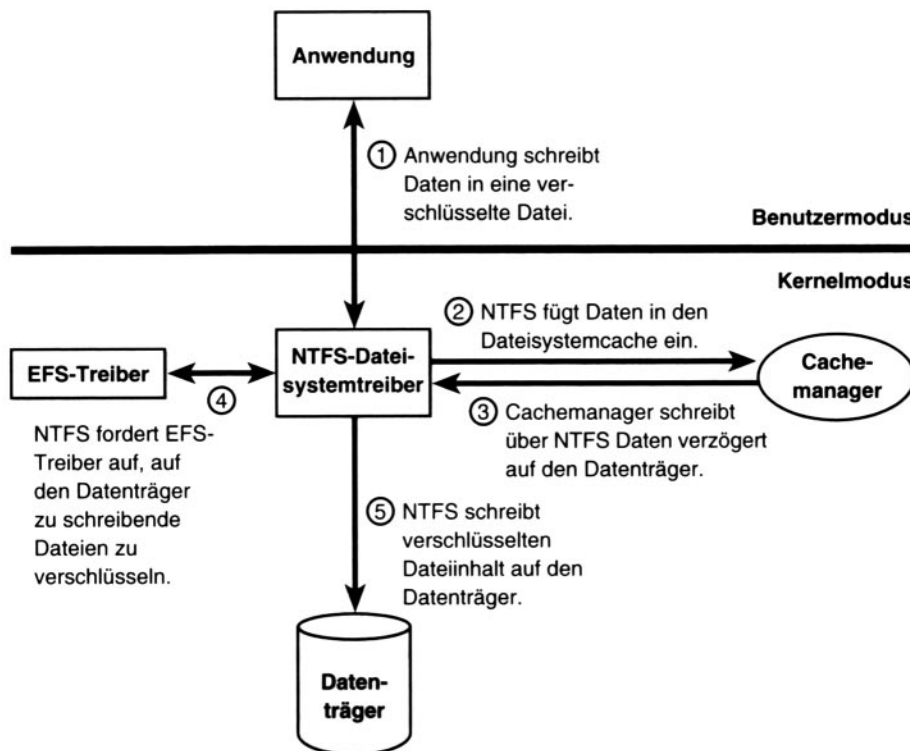 Anwendung
① Anwendung schreibt
Daten in eine ver-
schlüsselte Datei.
Benutzermodus
Kernelmodus
② NTFS fügt Daten in den
Dateisystemcache ein.
EFS-Treiber
NTFS-Datei-
systemtreiber
Cache-
manager
④
NTFS fordert EFS-
Treiber auf, auf
den Datenträger
zu schreibende
Dateien zu
verschlüsseln.
③ Cachemanager schreibt
über NTFS Daten verzögert
auf den Datenträger.
⑤ NTFS schreibt
verschlüsselten
Dateiinhalt auf den
Datenträger.
Daten-
träger